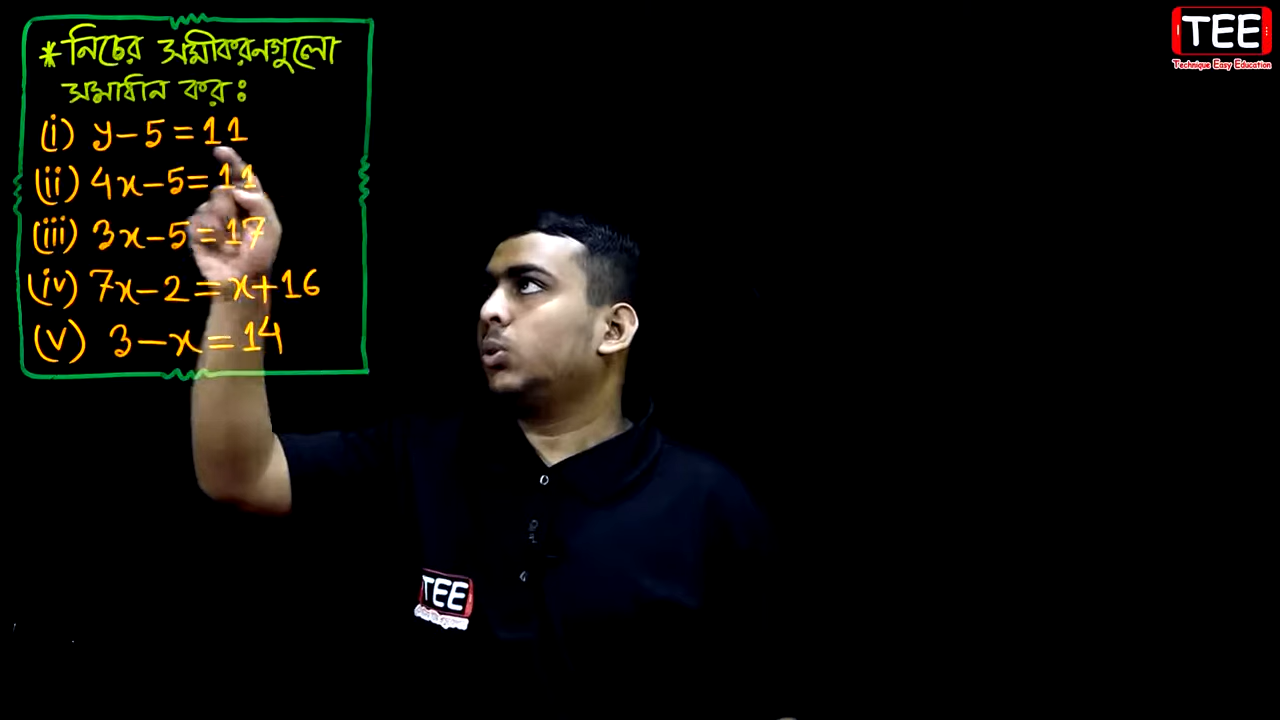 * নিচের সমীকরনগুলো
সমাধান কর :
(i) y - 5 = 11
(ii) 4x - 5 = 11
(iii) 3x - 5 = 17
(iv) 7x - 2 = x + 16
(v) 3 - x = 14
TEE
Technique Easy Education
TEE